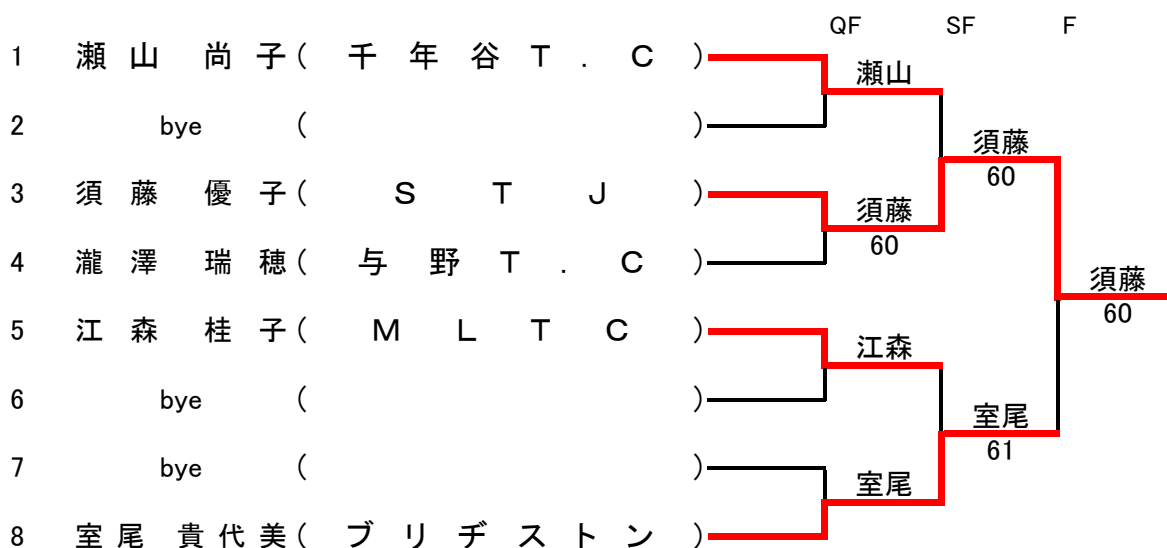 QF SF F
1 瀬山 尚子(千年谷T.C)
瀬山
2 bye ( )
須藤
60
3 須藤 優子(STJ)
須藤
60
4 瀧澤 瑞穂(与野T.C)
須藤
60
5 江森 桂子(MLTC)
江森
6 bye ( )
室尾
61
7 bye ( )
室尾
8 室尾 貴代美(ブリヂストン)